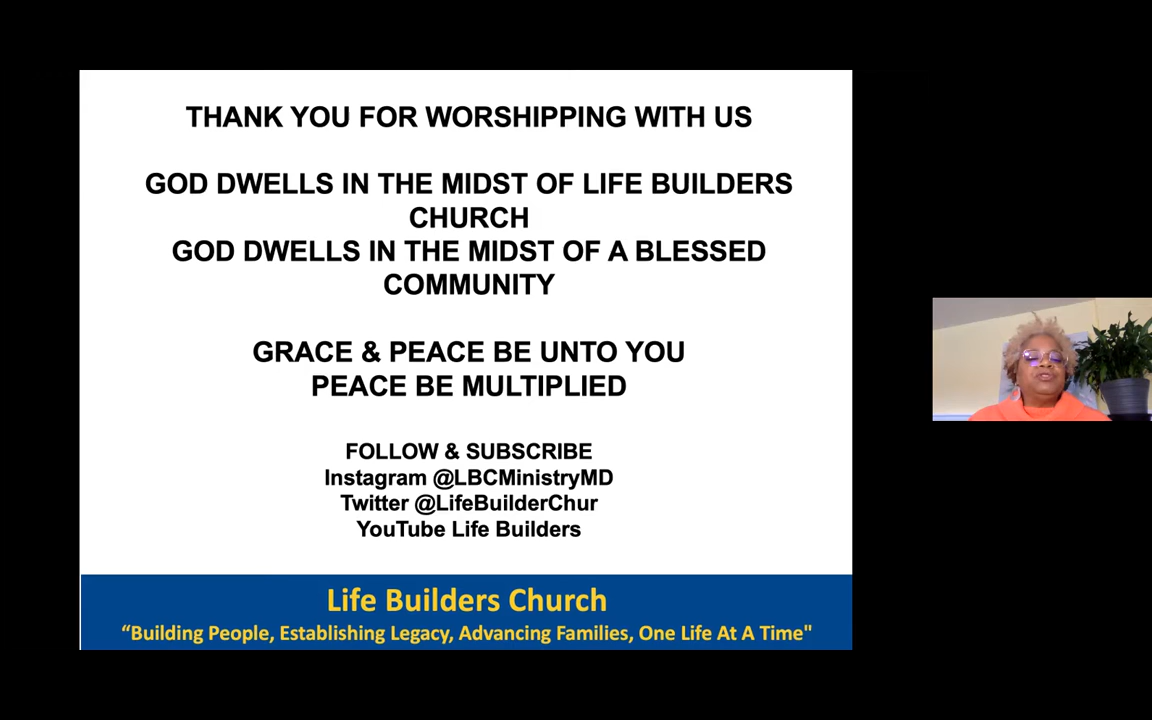 THANK YOU FOR WORSHIPPING WITH US
GOD DWELLS IN THE MIDST OF LIFE BUILDERS
CHURCH
GOD DWELLS IN THE MIDST OF A BLESSED
COMMUNITY
GRACE & PEACE BE UNTO YOU
PEACE BE MULTIPLIED
FOLLOW & SUBSCRIBE
Instagram @LBCMinistryMD
Twitter @LifeBuilderChur
YouTube Life Builders
Life Builders Church
“Building People, Establishing Legacy, Advancing Families, One Life At A Time"